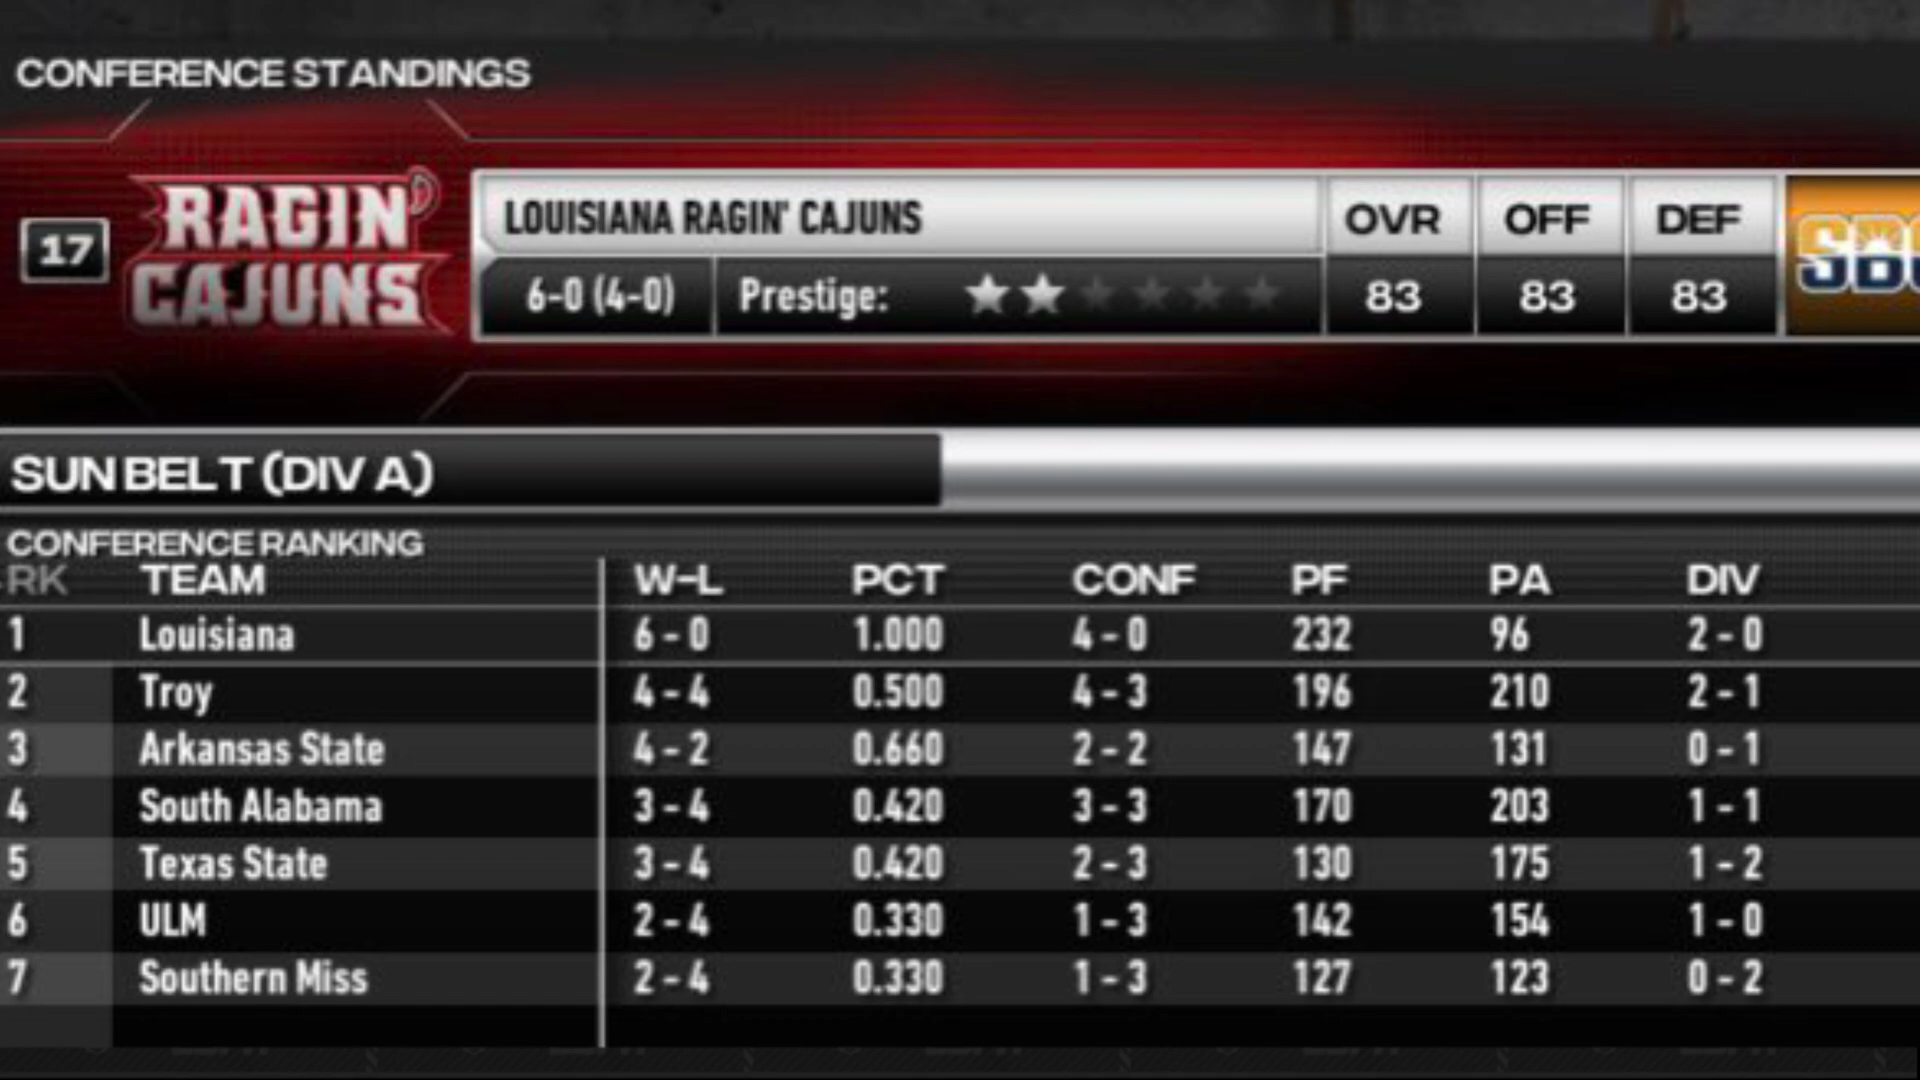 CONFERENCE STANDINGS
17
RAGIN'
CAJUNS
LOUISIANA RAGIN' CAJUNS
OVR OFF DEF
6-0 (4-0) Prestige: 83 83 83
SUN BELT (DIV A)
CONFERENCE RANKING
RK TEAM W-L PCT CONF PF PA DIV
1 Louisiana 6 - 0 1.000 4 - 0 232 96 2 - 0
2 Troy 4 - 4 0.500 4 - 3 196 210 2 - 1
3 Arkansas State 4 - 2 0.660 2 - 2 147 131 0 - 1
4 South Alabama 3 - 4 0.420 3 - 3 170 203 1 - 1
5 Texas State 3 - 4 0.420 2 - 3 130 175 1 - 2
6 ULM 2 - 4 0.330 1 - 3 142 154 1 - 0
7 Southern Miss 2 - 4 0.330 1 - 3 127 123 0 - 2